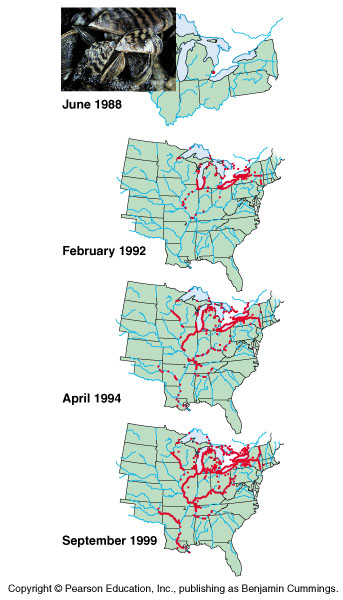 June 1988
February 1992
April 1994
September 1999
Copyright © Pearson Education, Inc., publishing as Benjamin Cummings.